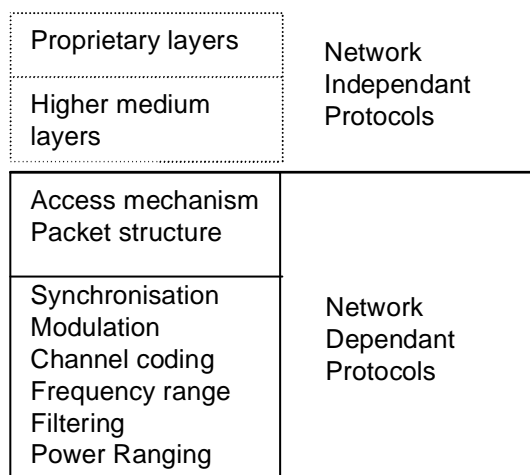 Proprietary layers
Higher medium
layers
Network
Independant
Protocols
Access mechanism
Packet structure
Synchronisation
Modulation
Channel coding
Frequency range
Filtering
Power Ranging
Network
Dependant
Protocols